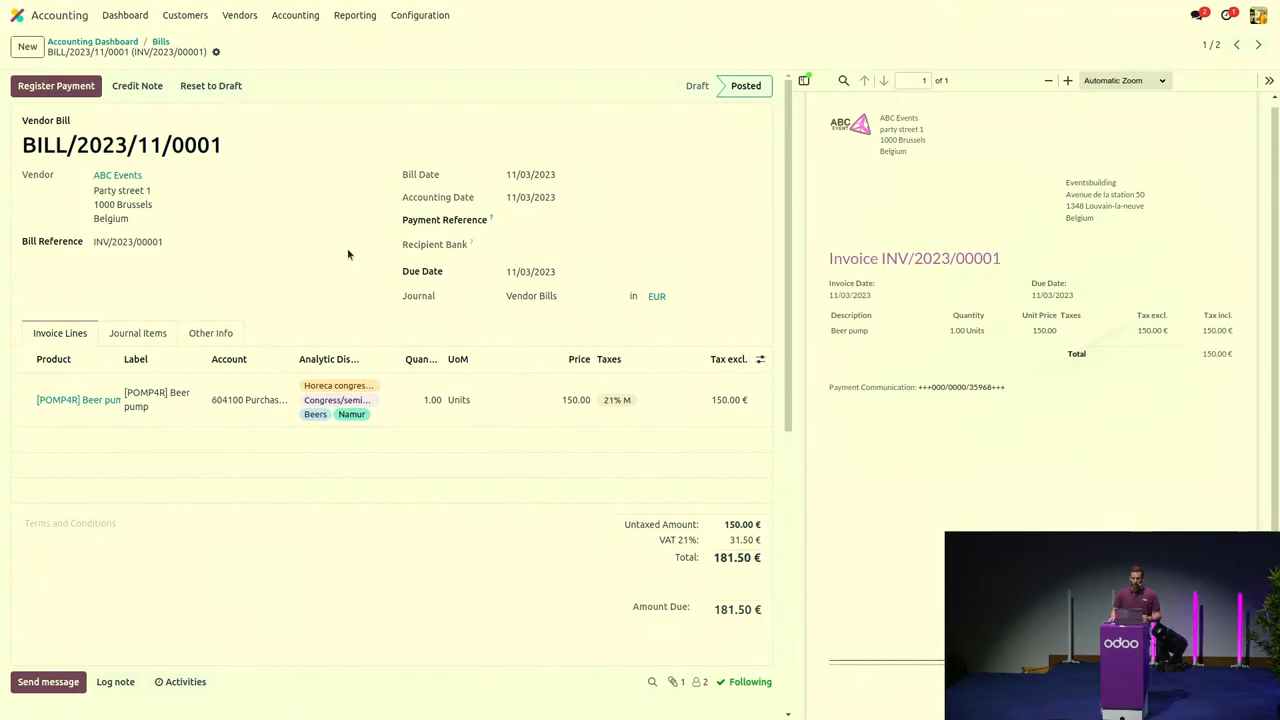 Accounting Dashboard Customers Vendors Accounting Reporting Configuration 2 1
New Accounting Dashboard / Bills
BILL/2023/11/0001 (INV/2023/00001)
1 / 2
Register Payment Credit Note Reset to Draft Draft Posted
Vendor Bill
BILL/2023/11/0001
Vendor ABC Events
Party street 1
1000 Brussels
Belgium
Bill Reference INV/2023/00001
Bill Date 11/03/2023
Accounting Date 11/03/2023
Payment Reference ?
Recipient Bank ?
Due Date 11/03/2023
Journal Vendor Bills in EUR
Invoice Lines Journal Items Other Info
Product Label Account Analytic Dis... Quan... UoM Price Taxes Tax excl.
[POMP4R] Beer pum [POMP4R] Beer pump 604100 Purchas... 1.00 Units 150.00 21% M 150.00 €
Horeca congres...
Congress/semi...
Beers Namur
Terms and Conditions
Untaxed Amount: 150.00 €
VAT 21%: 31.50 €
Total: 181.50 €
Amount Due: 181.50 €
Send message Log note Activities 1 2 Following
1 of 1 Automatic Zoom
ABC
EVENT
ABC Events
party street 1
1000 Brussels
Belgium
Eventsbuilding
Avenue de la station 50
1348 Louvain-la-neuve
Belgium
Invoice INV/2023/00001
Invoice Date: Due Date:
11/03/2023 11/03/2023
Description Quantity Unit Price Taxes Tax excl. Tax incl.
Beer pump 1.00 Units 150.00 150.00 € 150.00 €
Total 150.00 €
Payment Communication: +++000/0000/35968+++
odoo